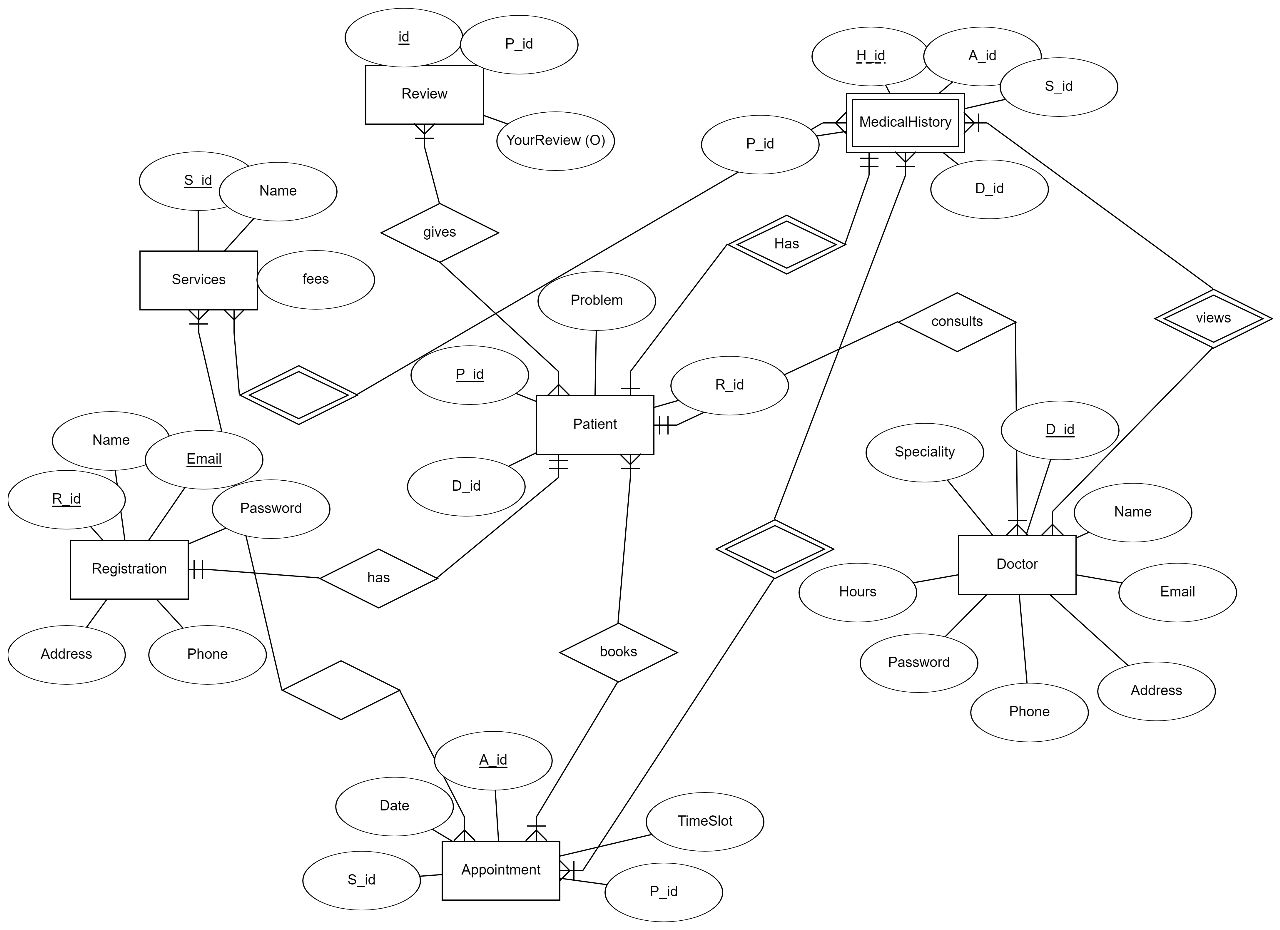 id
P_id
Review
YourReview (O)
H_id
A_id
S_id
MedicalHistory
P_id
D_id
S_id
Name
Services
fees
gives
Has
Problem
consults
views
P_id
R_id
Patient
D_id
Name
Email
R_id
Password
Registration
has
Address
Phone
books
Speciality
D_id
Name
Doctor
Hours
Email
Password
Address
Phone
A_id
Date
TimeSlot
Appointment
S_id
P_id